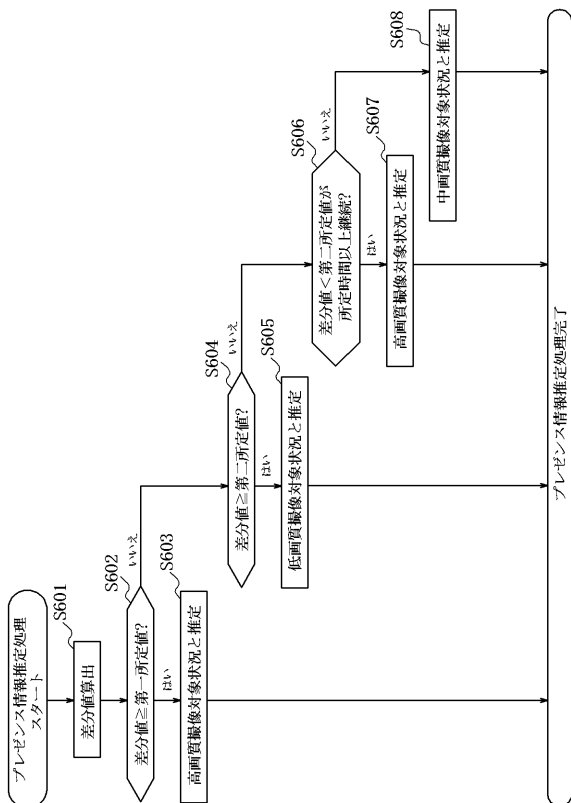 プレゼンス情報推定処理
スタート
S601
差分値算出
S602
差分値≧第一所定値?
いいえ
はい
S603
高画質撮像対象状況と推定
S604
差分値≧第二所定値?
いいえ
はい
S605
低画質撮像対象状況と推定
S606
差分値<第二所定値が
所定時間以上継続?
いいえ
はい
S607
高画質撮像対象状況と推定
S608
中画質撮像対象状況と推定
プレゼンス情報推定処理完了